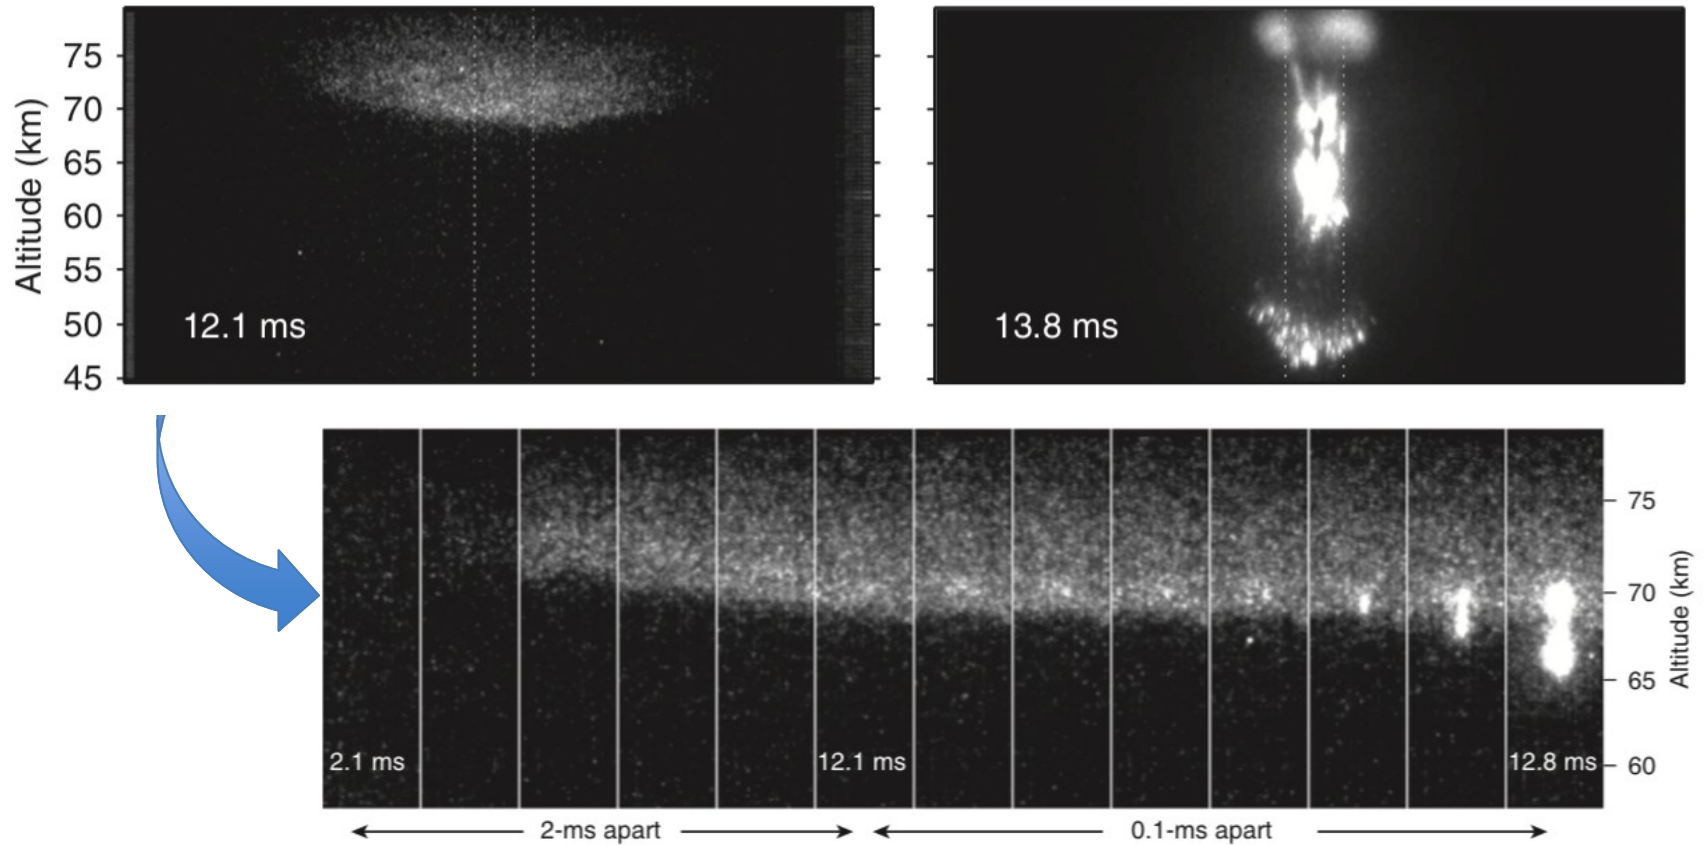 75
70
65
60
55
50
45
Altitude (km)
12.1 ms
13.8 ms
75
70
65
60
Altitude (km)
2.1 ms
12.1 ms
12.8 ms
2-ms apart
0.1-ms apart